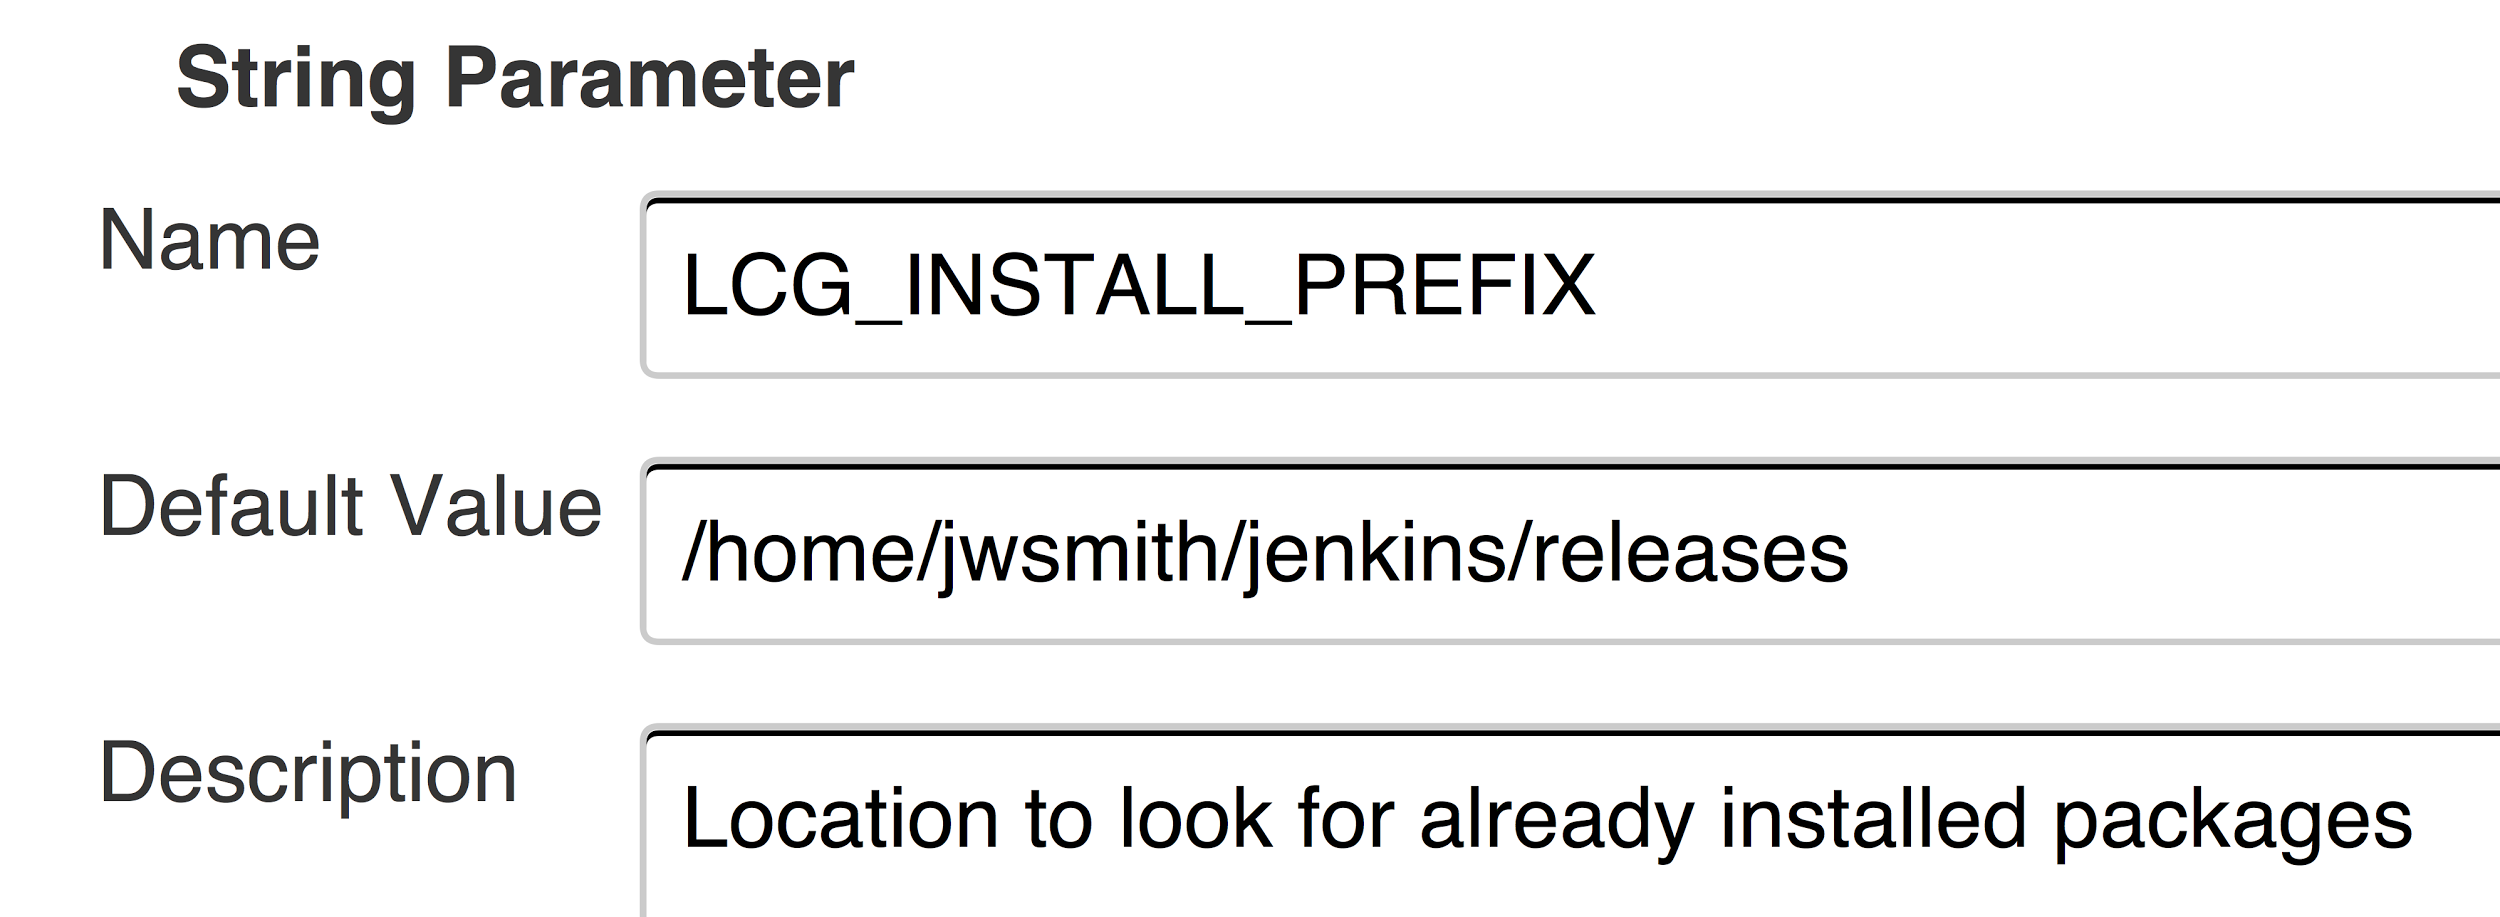 String Parameter
Name
LCG_INSTALL_PREFIX
Default Value
/home/jwsmith/jenkins/releases
Description
Location to look for already installed packages